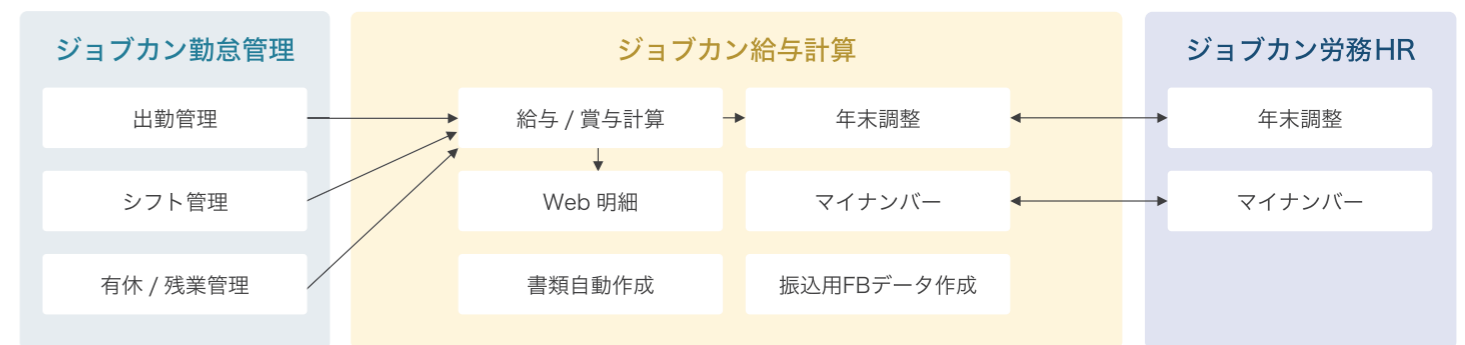 ジョブカン勤怠管理
出勤管理
シフト管理
有休 / 残業管理
ジョブカン給与計算
給与 / 賞与計算
年末調整
Web 明細
マイナンバー
書類自動作成
振込用FBデータ作成
ジョブカン労務HR
年末調整
マイナンバー